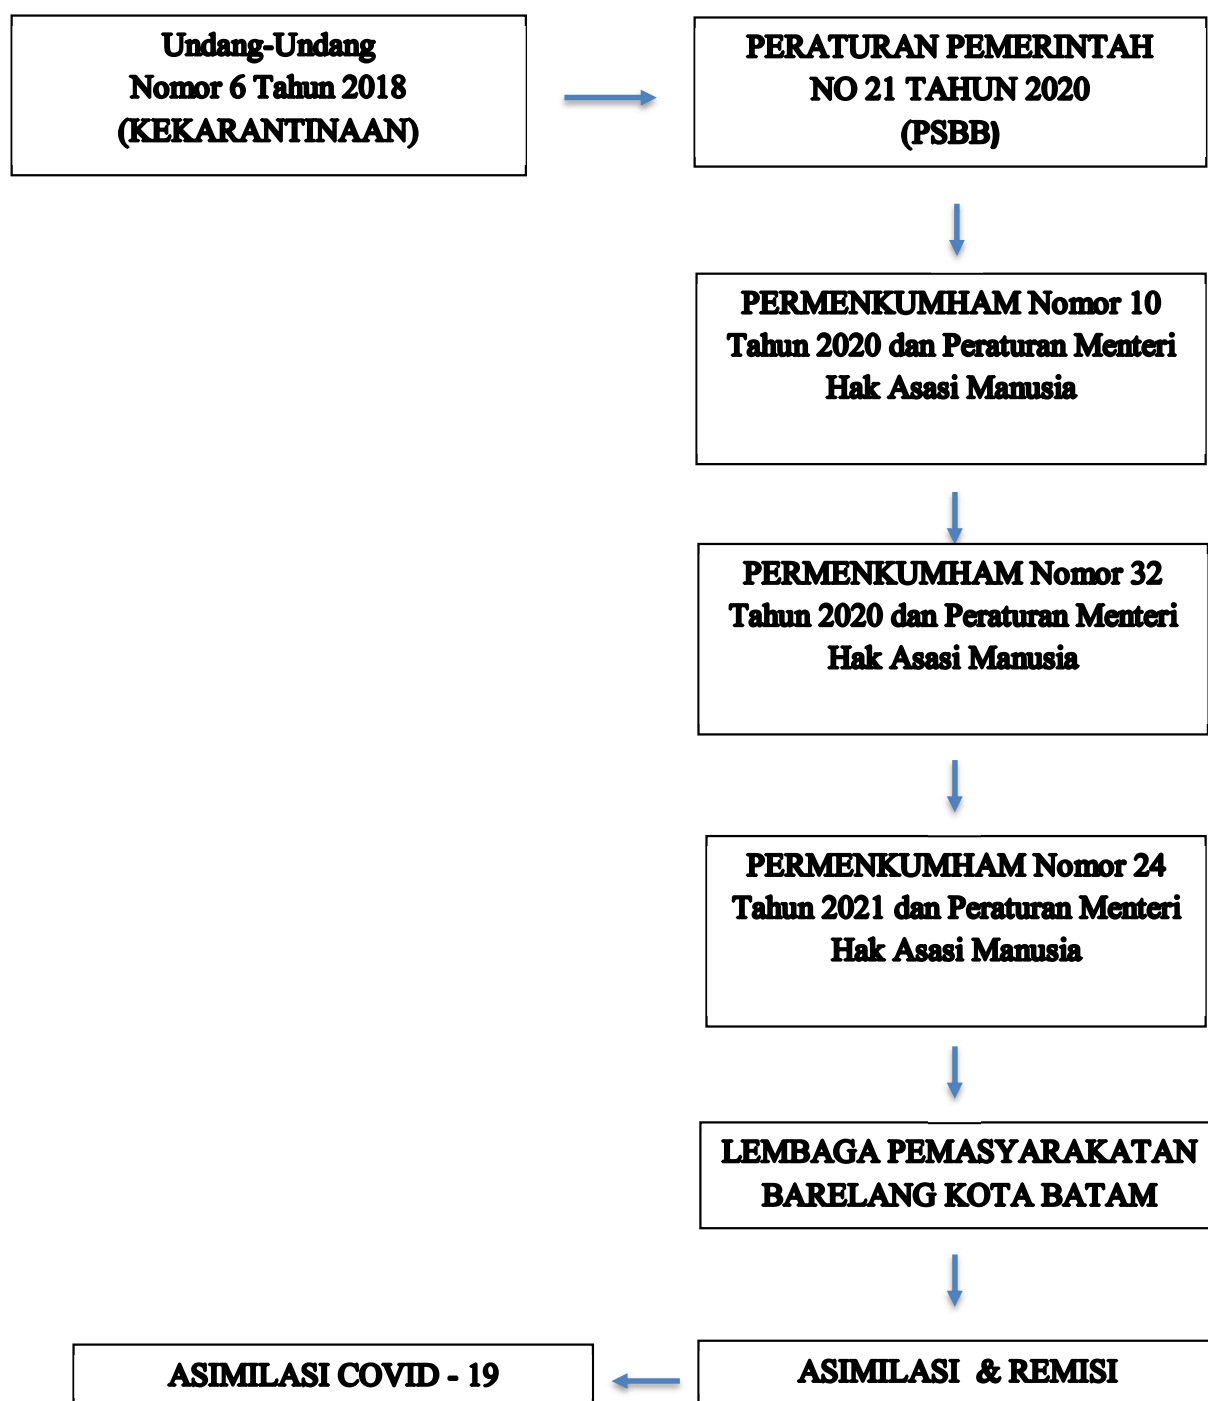 Undang-Undang
Nomor 6 Tahun 2018
(KEKARANTINAAN)
PERATURAN PEMERINTAH
NO 21 TAHUN 2020
(PSBB)
PERMENKUMHAM Nomor 10
Tahun 2020 dan Peraturan Menteri
Hak Asasi Manusia
PERMENKUMHAM Nomor 32
Tahun 2020 dan Peraturan Menteri
Hak Asasi Manusia
PERMENKUMHAM Nomor 24
Tahun 2021 dan Peraturan Menteri
Hak Asasi Manusia
LEMBAGA PEMASYARAKATAN
BARELANG KOTA BATAM
ASIMILASI & REMISI
ASIMILASI COVID - 19